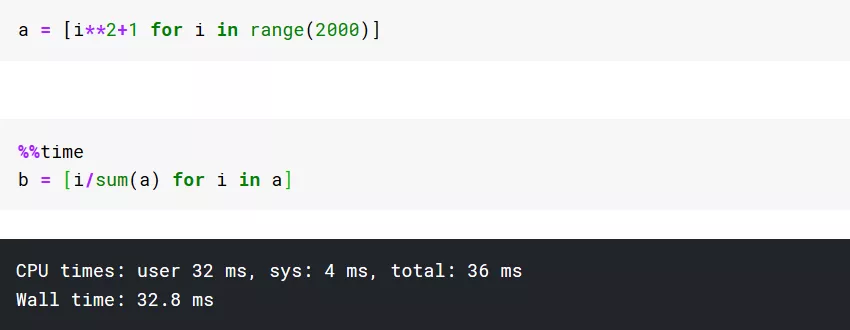 a = [i**2+1 for i in range(2000)]
%%time
b = [i/sum(a) for i in a]
CPU times: user 32 ms, sys: 4 ms, total: 36 ms
Wall time: 32.8 ms